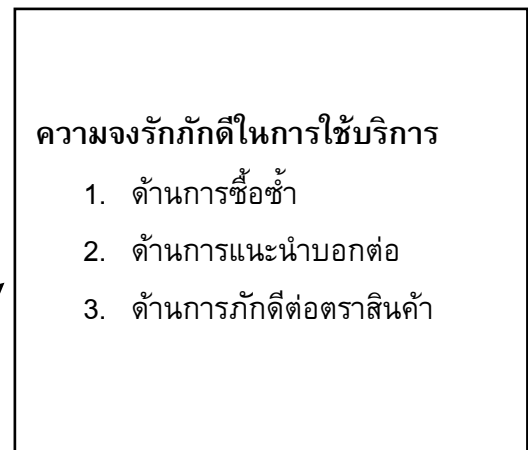 ความจงรักภักดีในการใช้บริการ
1. ด้านการซื้อซ้ำ
2. ด้านการแนะนำบอกต่อ
3. ด้านการภักดีต่อตราสินค้า